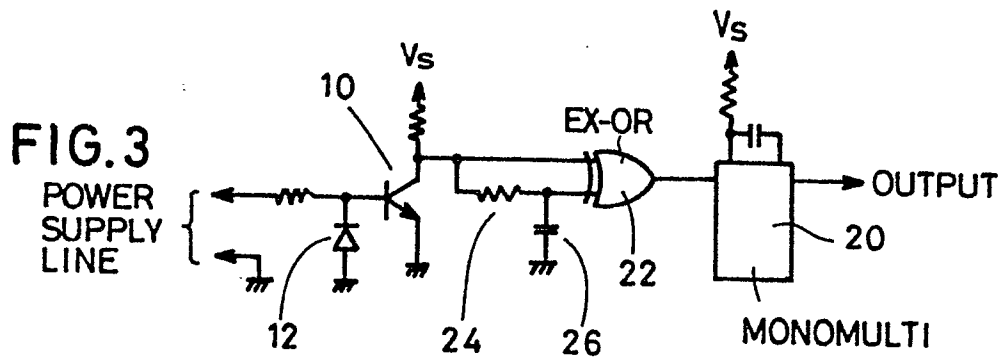 FIG.3
POWER
SUPPLY
LINE
12
10
Vs
24
26
EX-OR
22
Vs
20
OUTPUT
MONOMULTI